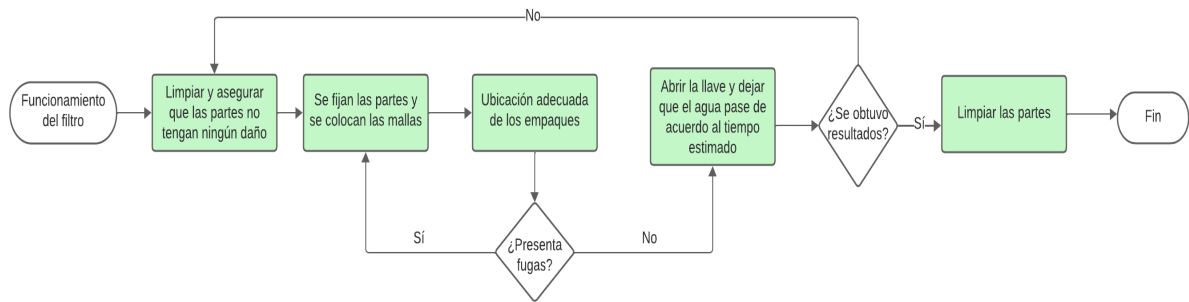 No
Funcionamiento
del filtro
Limpiar y asegurar
que las partes no
tengan ningún daño
Se fijan las partes y
se colocan las mallas
Ubicación adecuada
de los empaques
Abrir la llave y dejar
que el agua pase de
acuerdo al tiempo
estimado
¿Se obtuvo
resultados?
Sí
Limpiar las partes
Fin
Sí
¿Presenta
fugas?
No